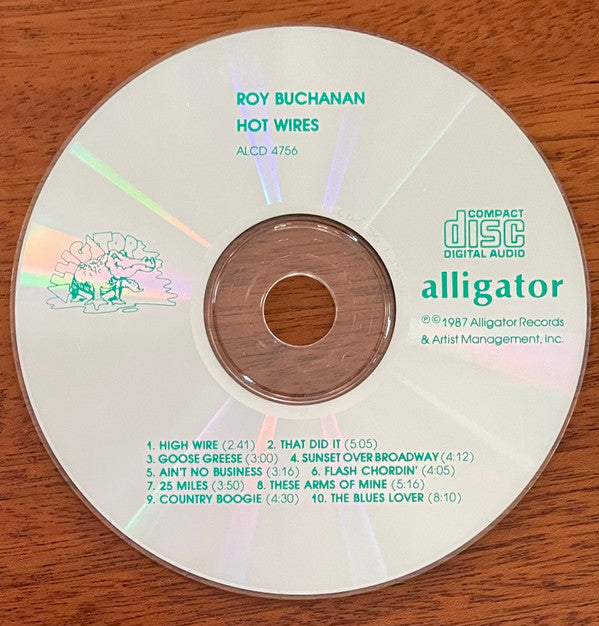 ROY BUCHANAN
HOT WIRES
ALCD 4756
COMPACT
disc
DIGITAL AUDIO
alligator
℗©1987 Alligator Records
& Artist Management, Inc.
1. HIGH WIRE (2:41) 2. THAT DID IT (5:05)
3. GOOSE GREESE (3:00) 4. SUNSET OVER BROADWAY (4:12)
5. AIN'T NO BUSINESS (3:16) 6. FLASH CHORDIN' (4:05)
7. 25 MILES (3:50) 8. THESE ARMS OF MINE (5:16)
9. COUNTRY BOOGIE (4:30) 10. THE BLUES LOVER (8:10)